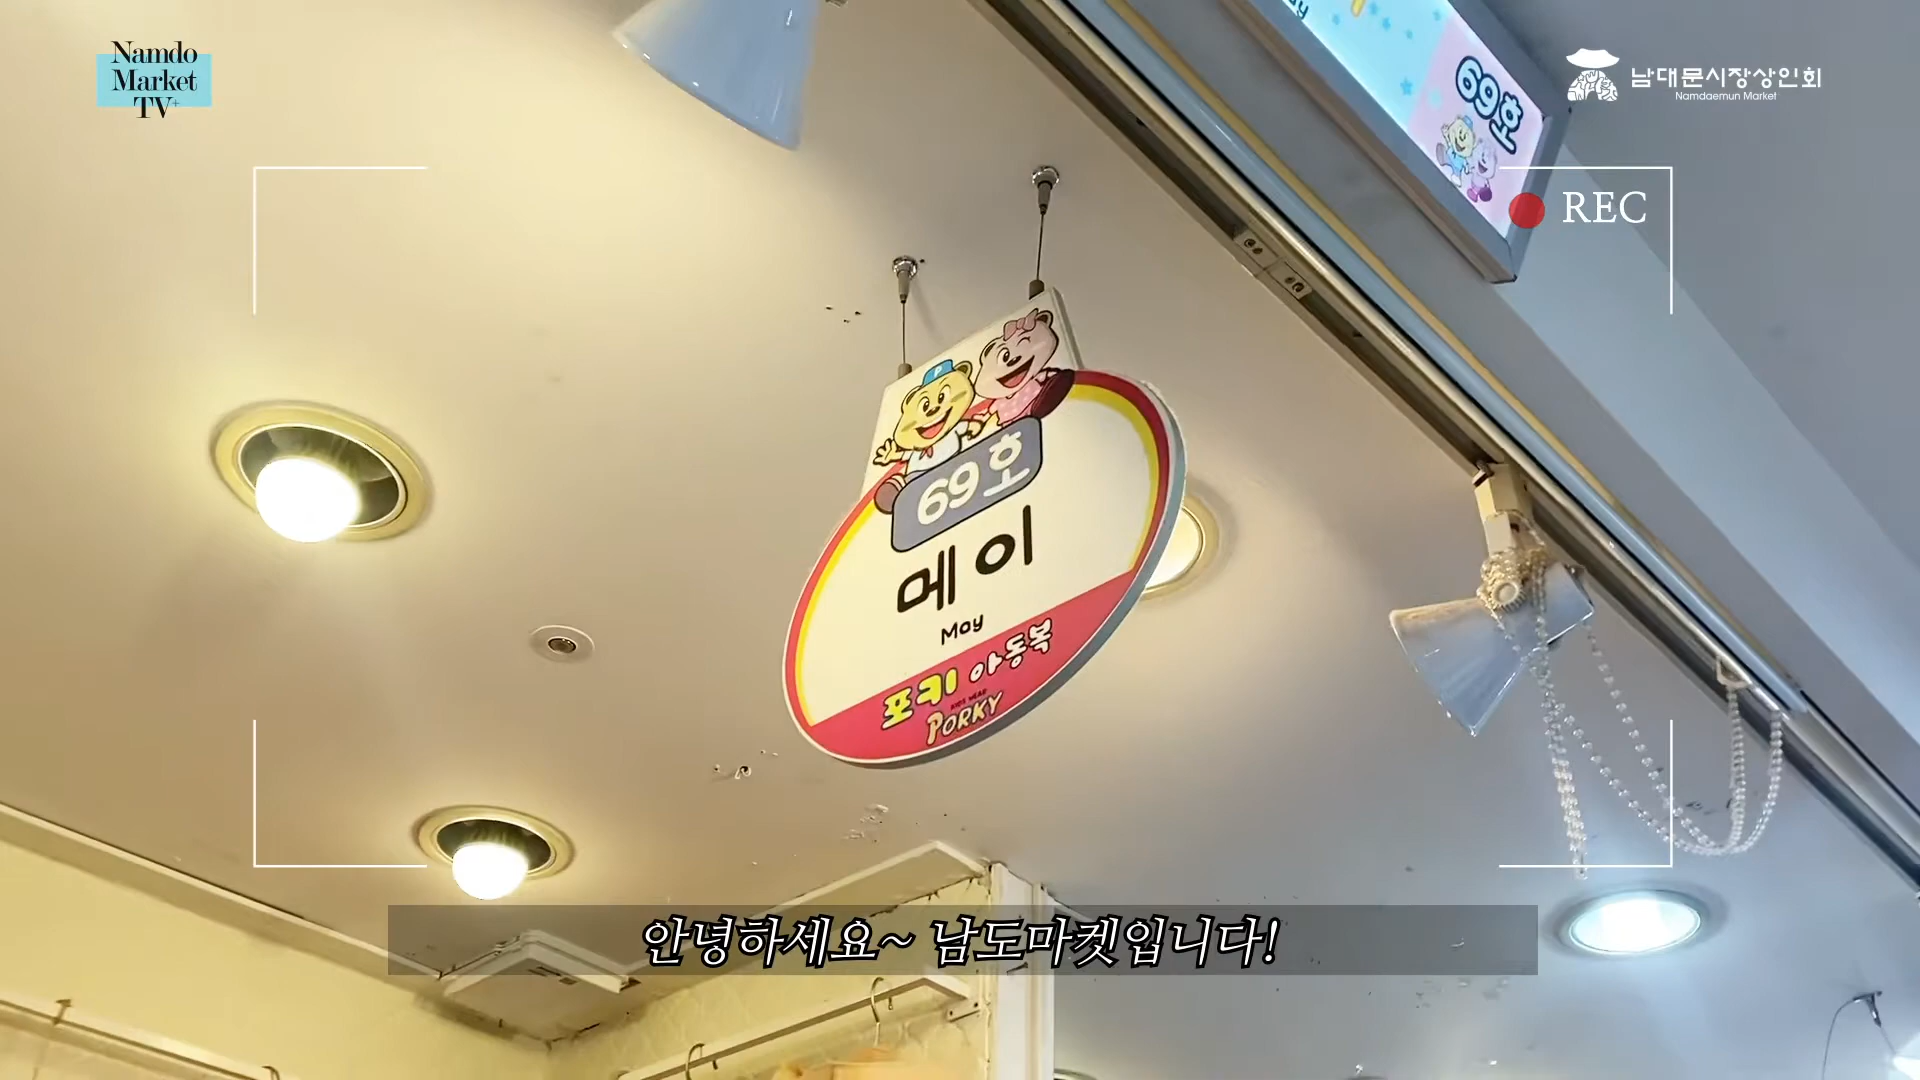 Namdo
Market
TV+
남대문시장상인회
Namdaemun Market
69호
REC
P
69호
메이
May
포키 아동복
KIDS WEAR
PORKY
안녕하세요~ 남도마켓입니다!